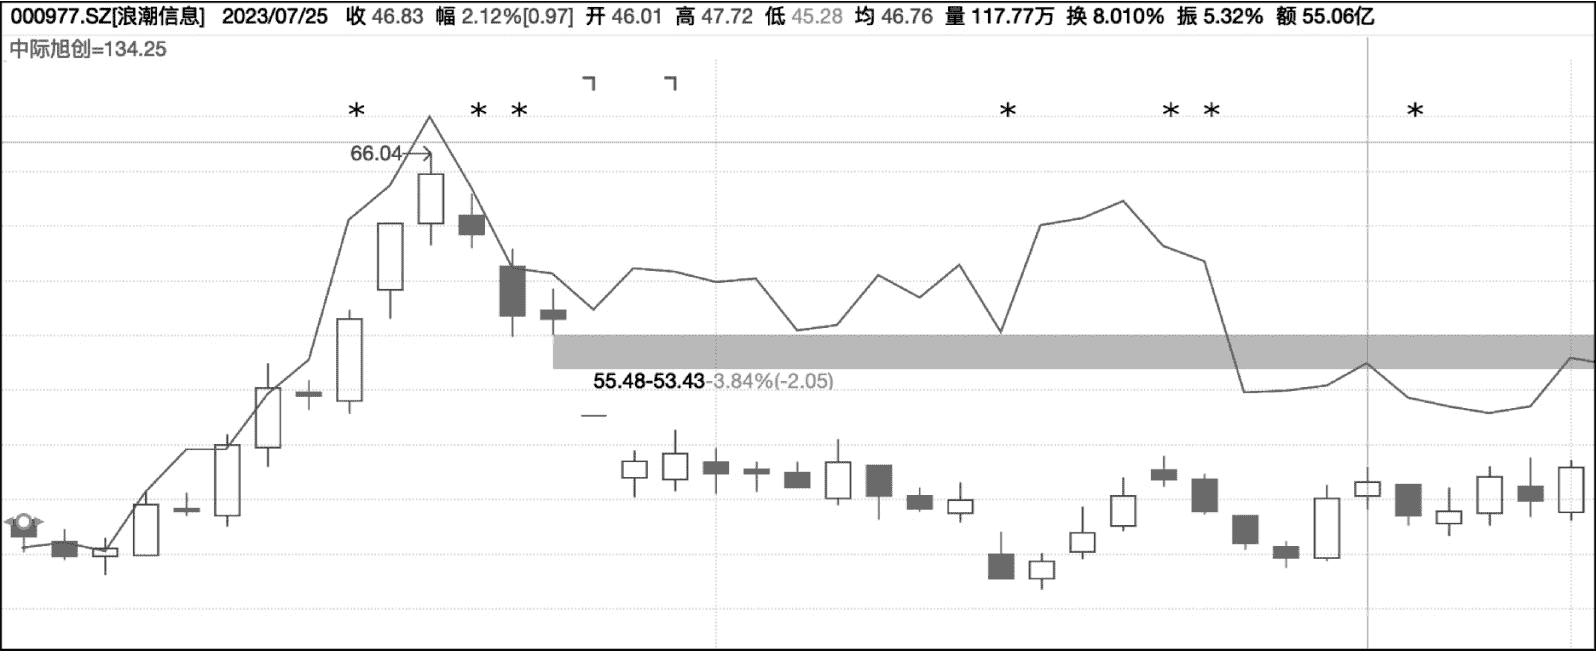 000977.SZ[浪潮信息] 2023/07/25 收 46.83 幅 2.12%[0.97] 开 46.01 高 47.72 低 45.28 均 46.76 量 117.77万 换 8.010% 振 5.32% 额 55.06亿
中际旭创=134.25
* * * * * * *
66.04
55.48-53.43-3.84%(-2.05)